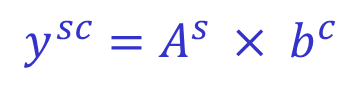 y^{sc} = A^{s} × b^{c}